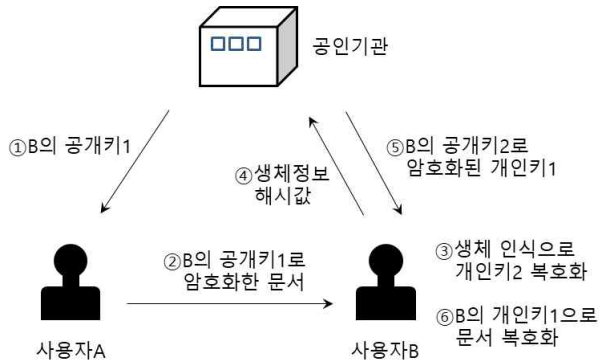 공인기관
①B의 공개키1
⑤B의 공개키2로
암호화된 개인키1
④생체정보
해시값
②B의 공개키1로
암호화한 문서
③생체 인식으로
개인키2 복호화
⑥B의 개인키1으로
문서 복호화
사용자A
사용자B